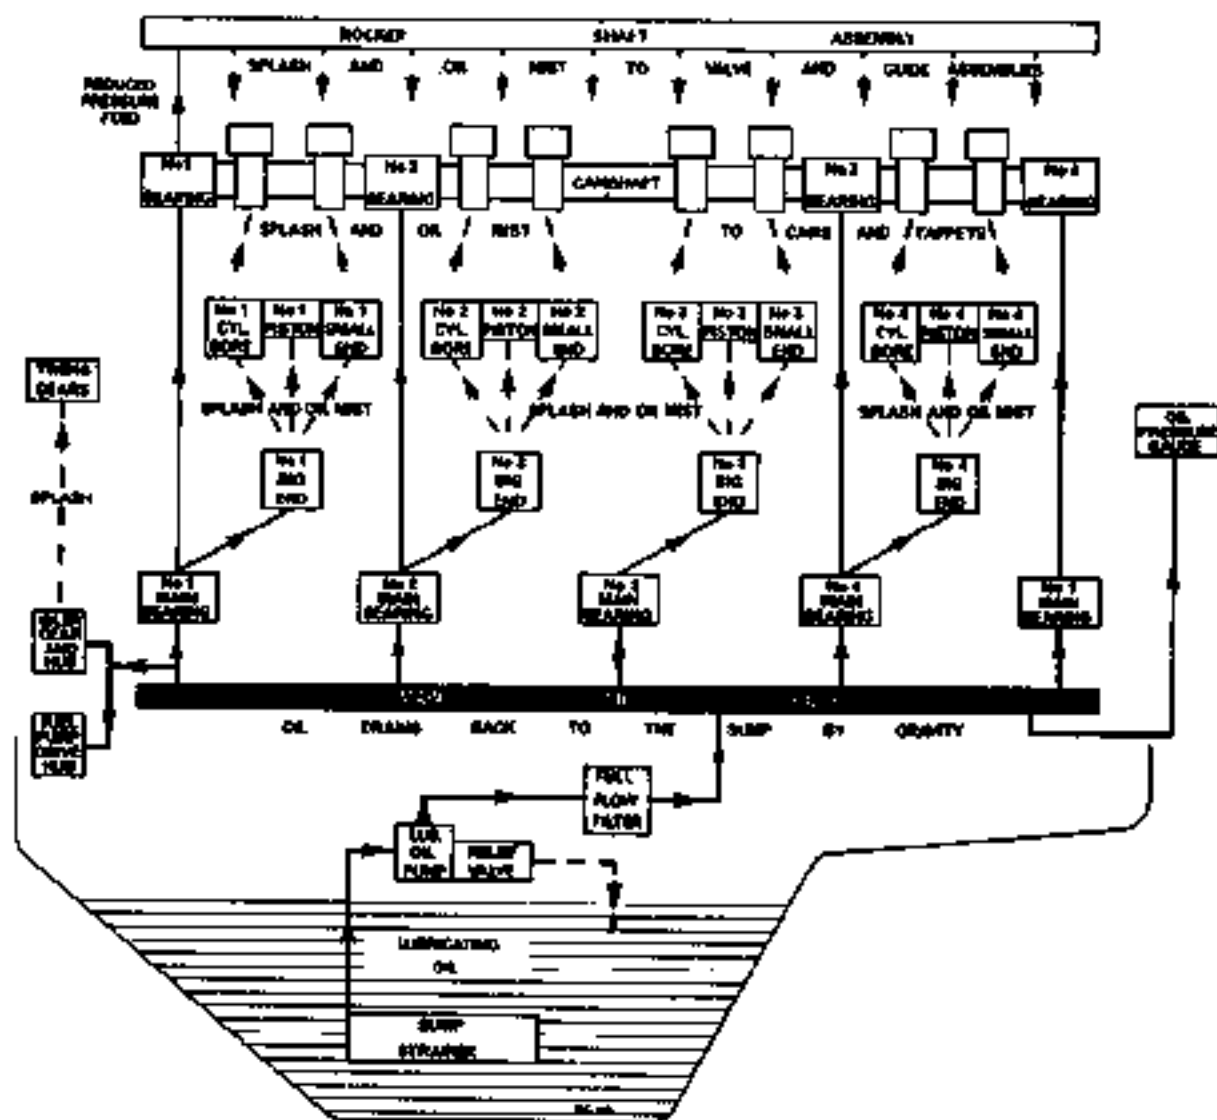 ROCKER SHAFT ASSEMBLY
SPLASH AND OIL MIST TO VALVE AND GUIDE ASSEMBLIES
REDUCED
PRESSURE
FEED
No 1
BEARING
No 2
BEARING
CAMSHAFT
No 3
BEARING
No 4
BEARING
SPLASH AND OIL MIST TO CAMS AND TAPPETS
No 1
CYL
BORE
No 1
PISTON
No 1
SMALL
END
No 2
CYL
BORE
No 2
PISTON
No 2
SMALL
END
No 3
CYL
BORE
No 3
PISTON
No 3
SMALL
END
No 4
CYL
BORE
No 4
PISTON
No 4
SMALL
END
TIMING
GEARS
SPLASH AND OIL MIST
SPLASH AND OIL MIST
SPLASH AND OIL MIST
OIL
PRESSURE
GAUGE
No 1
BIG
END
No 2
BIG
END
No 3
BIG
END
No 4
BIG
END
SPLASH
No 1
MAIN
BEARING
No 2
MAIN
BEARING
No 3
MAIN
BEARING
No 4
MAIN
BEARING
MAIN
BEARING
IDLER
GEAR
AND
HUB
OIL DRAINS BACK TO THE SUMP BY GRAVITY
FUEL
PUMP
DRIVE
HUB
FULL
FLOW
FILTER
LUB
OIL
PUMP
RELIEF
VALVE
LUBRICATING
OIL
SUMP
STRAINER